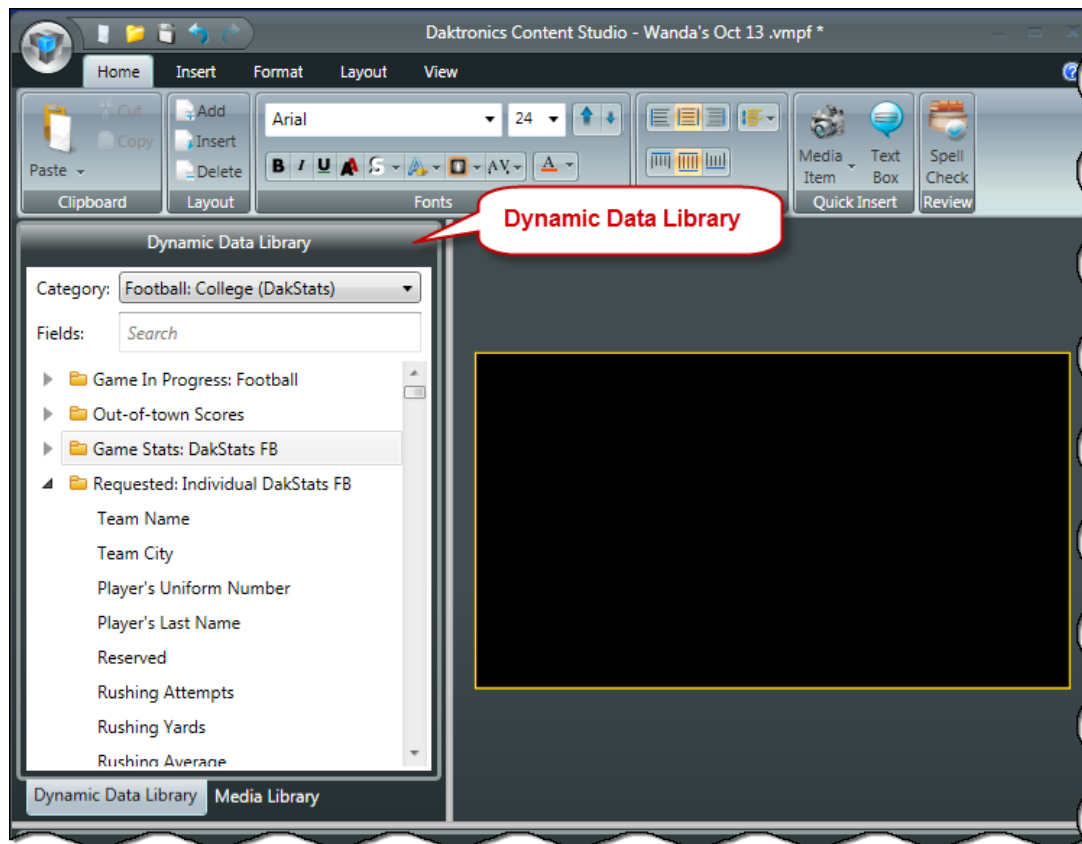 Daktronics Content Studio - Wanda's Oct 13 .vmpf *
Home Insert Format Layout View
Paste
Cut
Copy
Clipboard
Add
Insert
Delete
Layout
Arial 24
B I U A S A AV A
Fonts
Media Item
Text Box
Quick Insert
Spell Check
Review
Dynamic Data Library
Dynamic Data Library
Category: Football: College (DakStats)
Fields: Search
Game In Progress: Football
Out-of-town Scores
Game Stats: DakStats FB
Requested: Individual DakStats FB
Team Name
Team City
Player's Uniform Number
Player's Last Name
Reserved
Rushing Attempts
Rushing Yards
Rushing Average
Dynamic Data Library Media Library